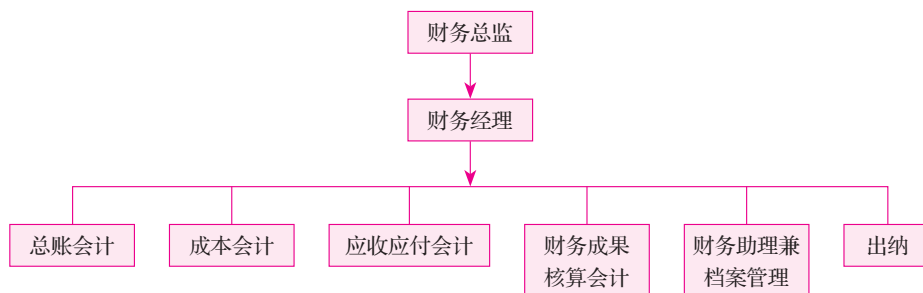 财务总监
财务经理
总账会计
成本会计
应收应付会计
财务成果
核算会计
财务助理兼
档案管理
出纳